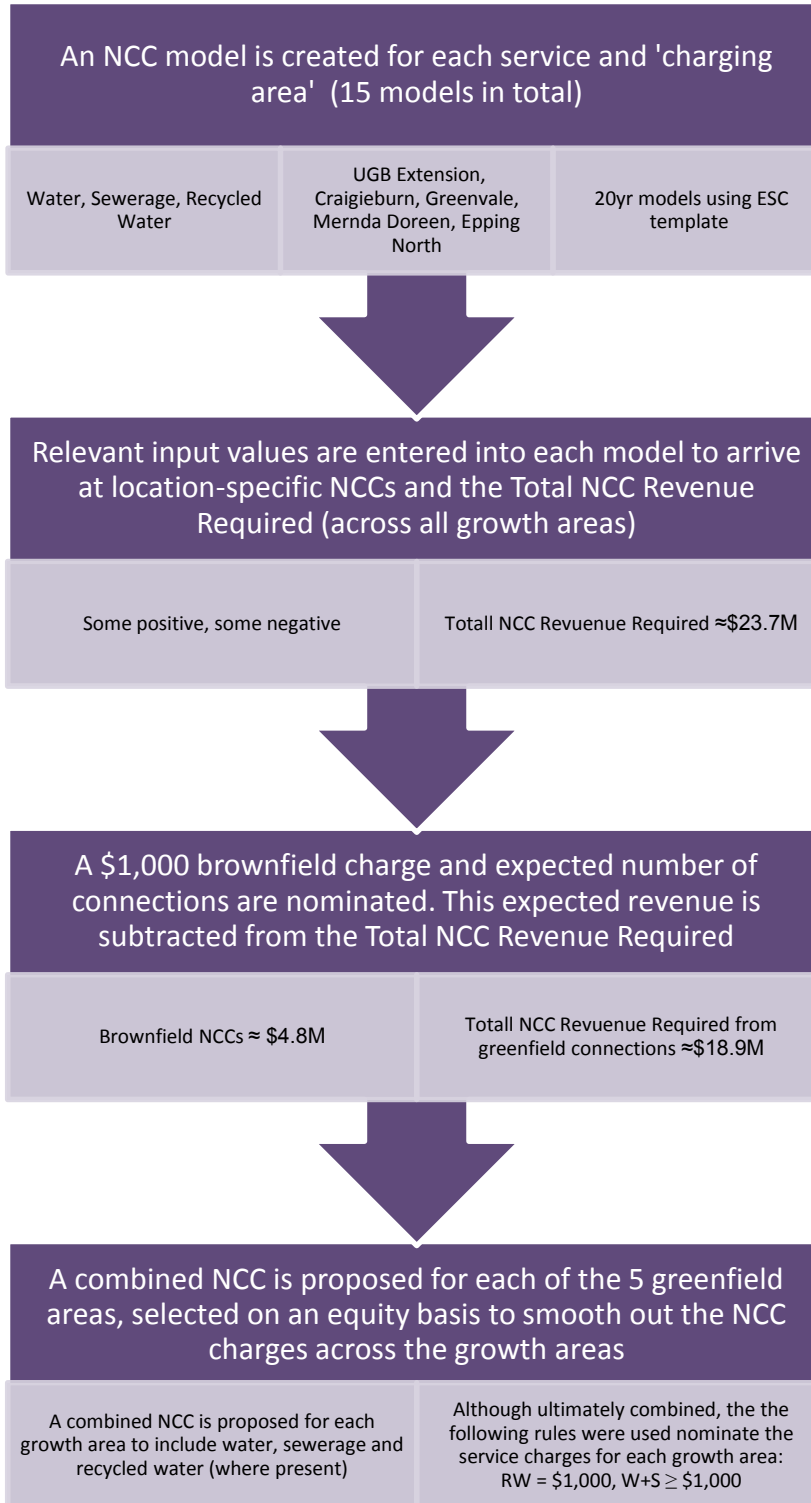 An NCC model is created for each service and 'charging
area'  (15 models in total)
Water, Sewerage, Recycled
Water
UGB Extension,
Craigieburn, Greenvale,
Mernda Doreen, Epping
North
20yr models using ESC
template
Relevant input values are entered into each model to arrive
at location-specific NCCs and the Total NCC Revenue
Required (across all growth areas)
Some positive, some negative
Totall NCC Revuenue Required ≈$23.7M
A $1,000 brownfield charge and expected number of
connections are nominated. This expected revenue is
subtracted from the Total NCC Revenue Required
Brownfield NCCs ≈ $4.8M
Totall NCC Revuenue Required from
greenfield connections ≈$18.9M
A combined NCC is proposed for each of the 5 greenfield
areas, selected on an equity basis to smooth out the NCC
charges across the growth areas
A combined NCC is proposed for each
growth area to include water, sewerage and
recycled water (where present)
Although ultimately combined, the the
following rules were used nominate the
service charges for each growth area:
RW = $1,000, W+S ≥ $1,000